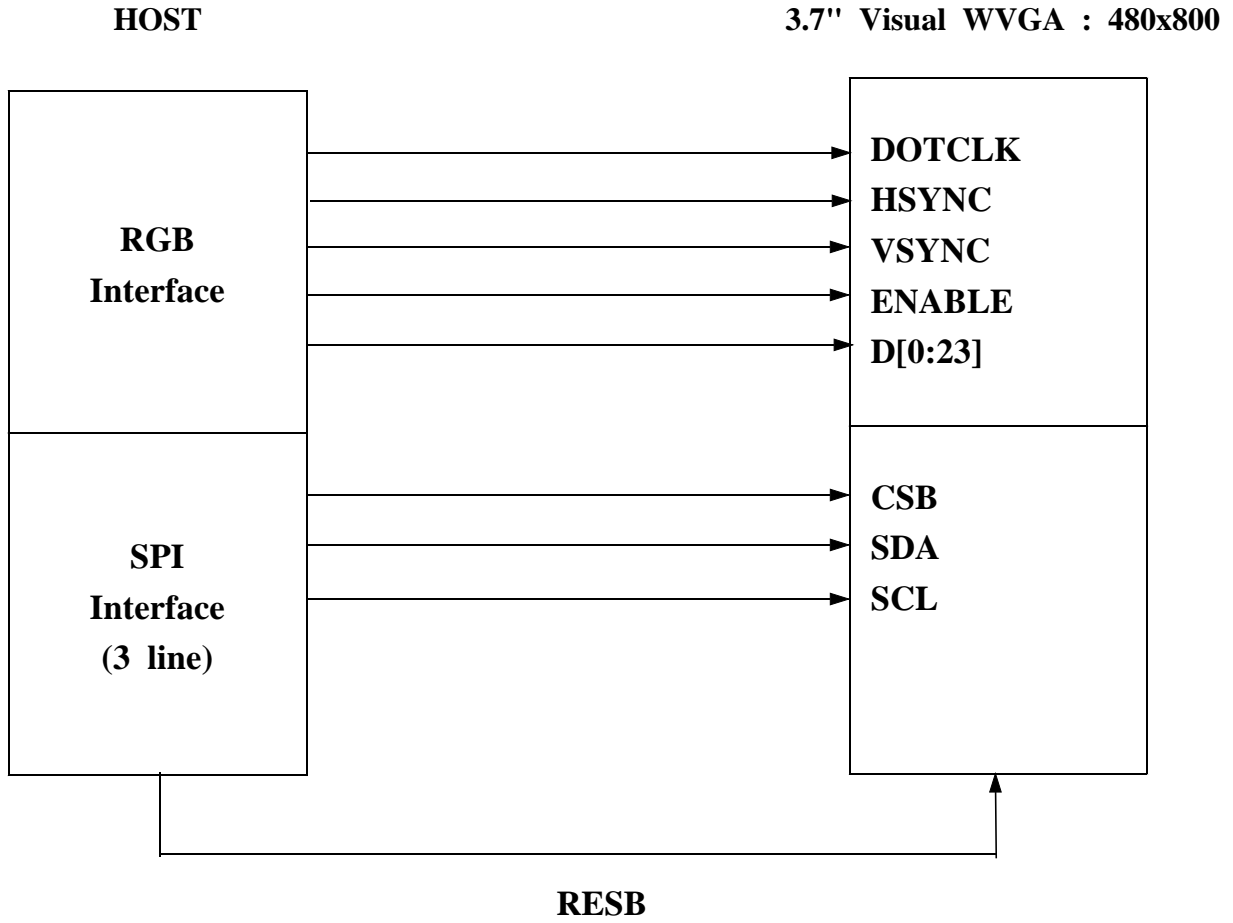 HOST
3.7" Visual WVGA : 480x800
RGB
Interface
DOTCLK
HSYNC
VSYNC
ENABLE
D[0:23]
SPI
Interface
(3 line)
CSB
SDA
SCL
RESB